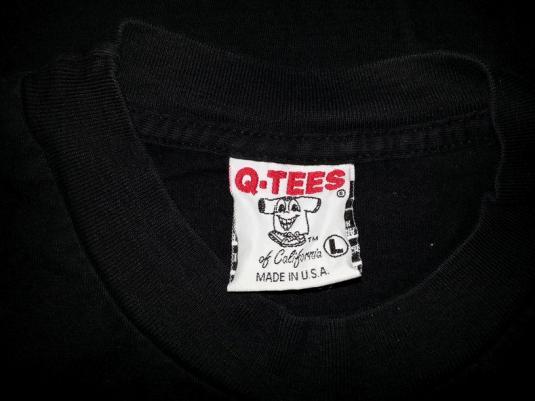 Q-TEES®
TM
of California L
MADE IN U.S.A.